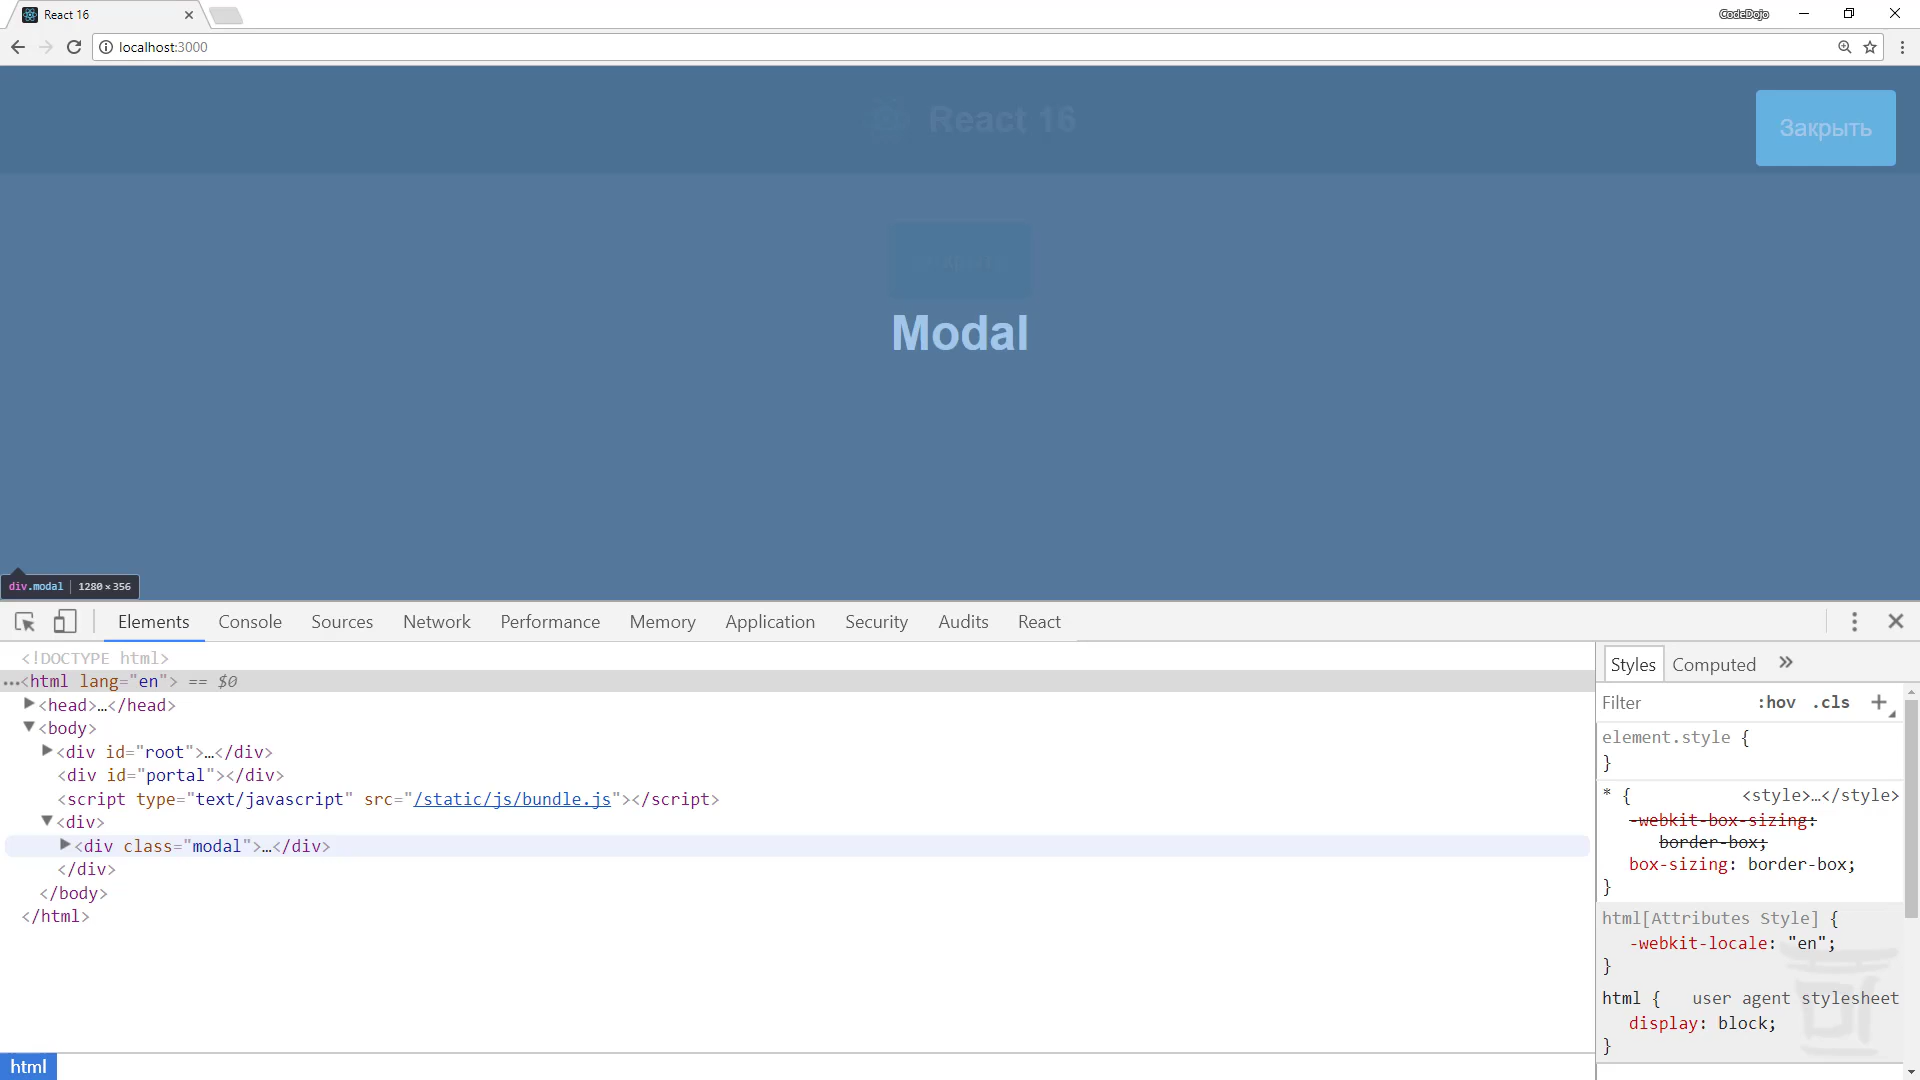 React 16
CodeDojo
localhost:3000
React 16
Закрыть
Modal
div.modal | 1280 × 356
Elements Console Sources Network Performance Memory Application Security Audits React
<!DOCTYPE html>
…<html lang="en"> == $0
<head>…</head>
<body>
<div id="root">…</div>
<div id="portal"></div>
<script type="text/javascript" src="/static/js/bundle.js"></script>
<div>
<div class="modal">…</div>
</div>
</body>
</html>
html
Styles Computed »
Filter :hov .cls +
element.style {
}
* { <style>…</style>
-webkit-box-sizing:
border-box;
box-sizing: border-box;
}
html[Attributes Style] {
-webkit-locale: "en";
}
html { user agent stylesheet
display: block;
}